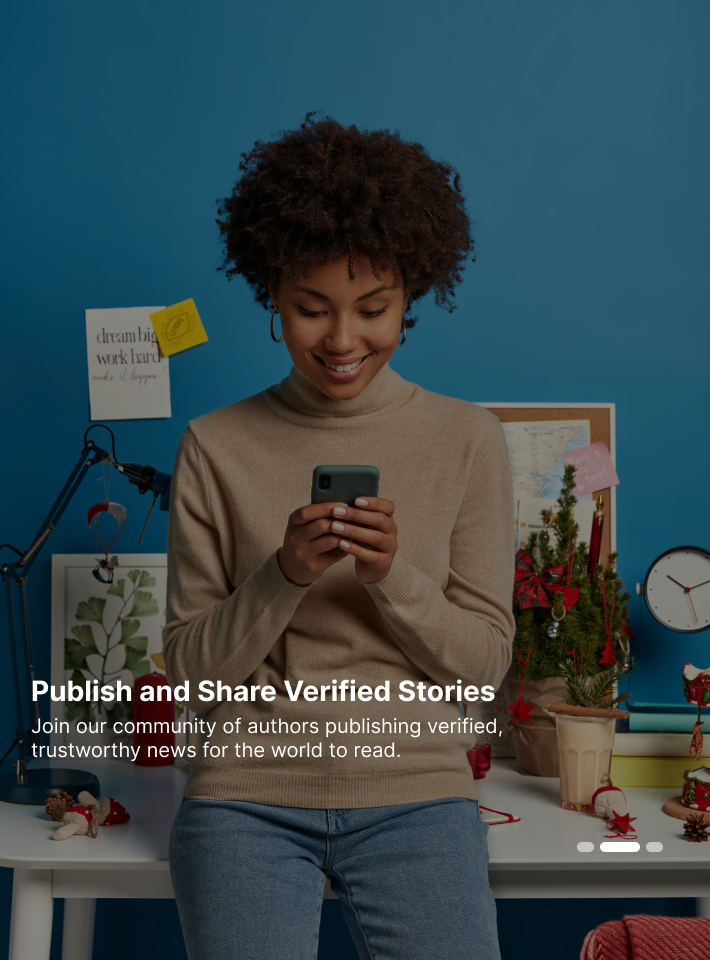 dream big
work hard
make it happen!
Have a
Publish and Share Verified Stories
Join our community of authors publishing verified,
trustworthy news for the world to read.